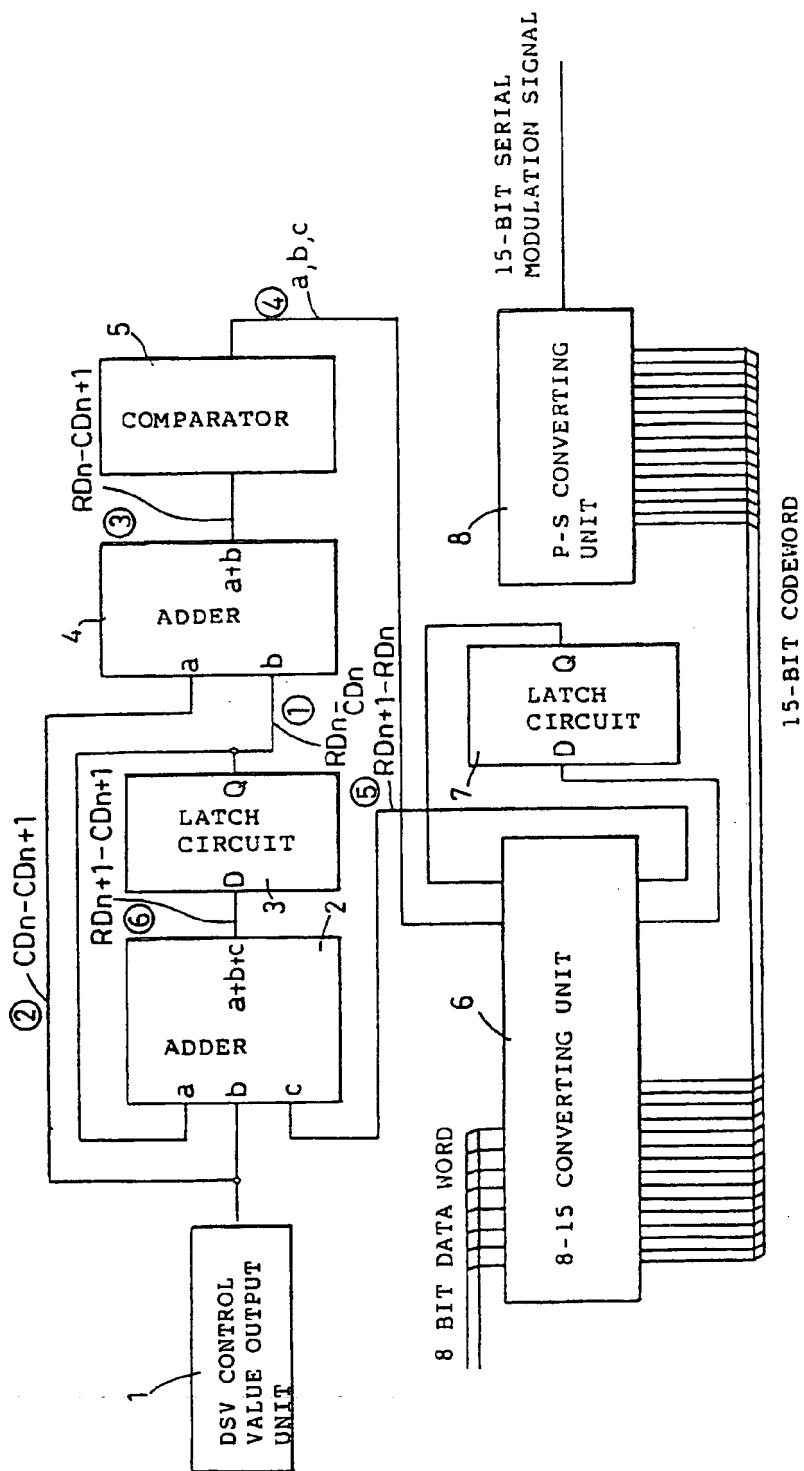 1
DSV CONTROL
VALUE OUTPUT
UNIT
② CDn-CDn+1
a
b
c
ADDER
a+b+c
2
RDn+1-CDn+1
⑥
D
LATCH
CIRCUIT
Q
3
①
RDn-CDn
4
a
b
ADDER
a+b
③
RDn-CDn+1
5
COMPARATOR
④
a,b,c
⑤ RDn+1-RDn
8 BIT DATA WORD
6
8-15 CONVERTING UNIT
7
D
LATCH
CIRCUIT
Q
8
P-S CONVERTING
UNIT
15-BIT SERIAL
MODULATION SIGNAL
15-BIT CODEWORD